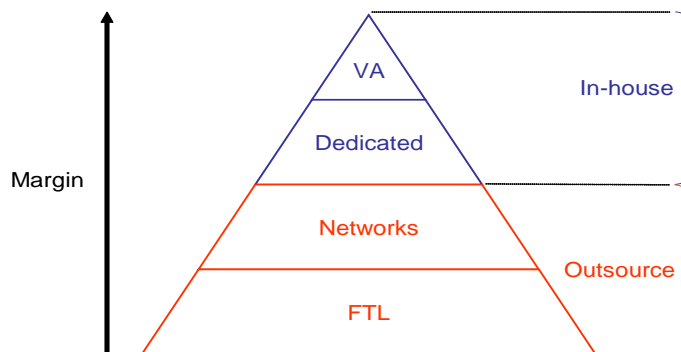 VA
In-house
Dedicated
Margin
Networks
Outsource
FTL